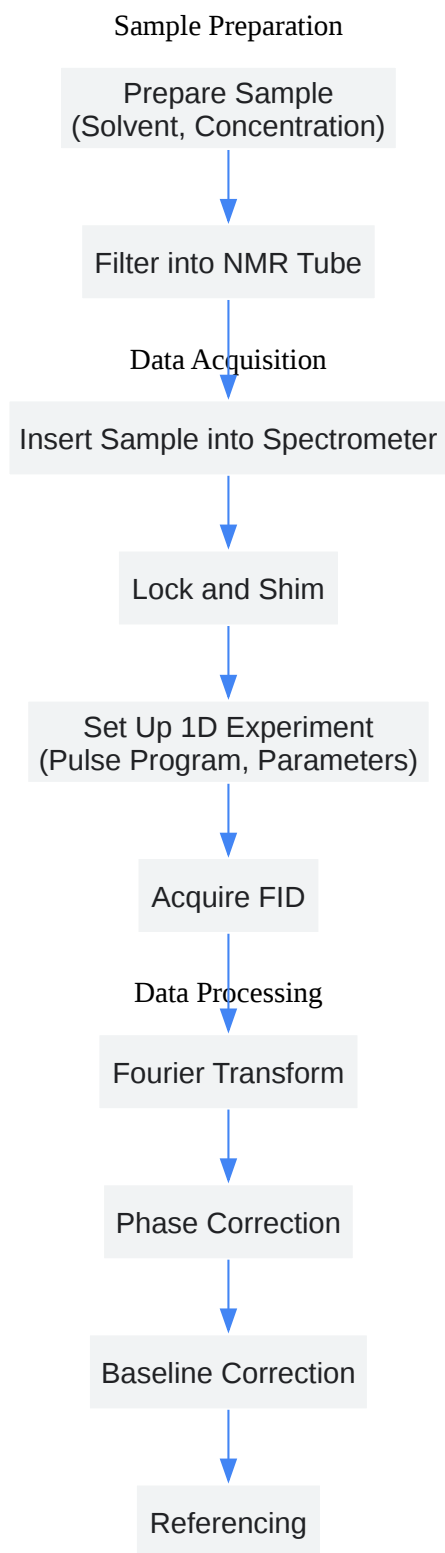 Sample Preparation
Prepare Sample
(Solvent, Concentration)
Filter into NMR Tube
Data Acquisition
Insert Sample into Spectrometer
Lock and Shim
Set Up 1D Experiment
(Pulse Program, Parameters)
Acquire FID
Data Processing
Fourier Transform
Phase Correction
Baseline Correction
Referencing